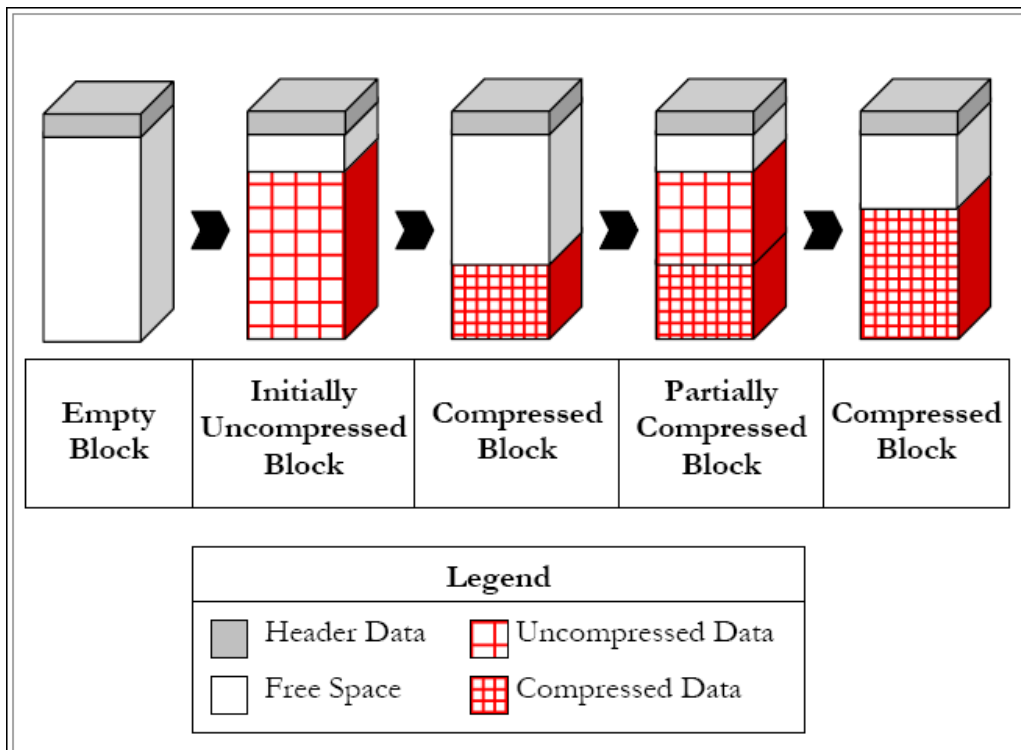 Empty
Block
Initially
Uncompressed
Block
Compressed
Block
Partially
Compressed
Block
Compressed
Block
Legend
Header Data
Uncompressed Data
Free Space
Compressed Data